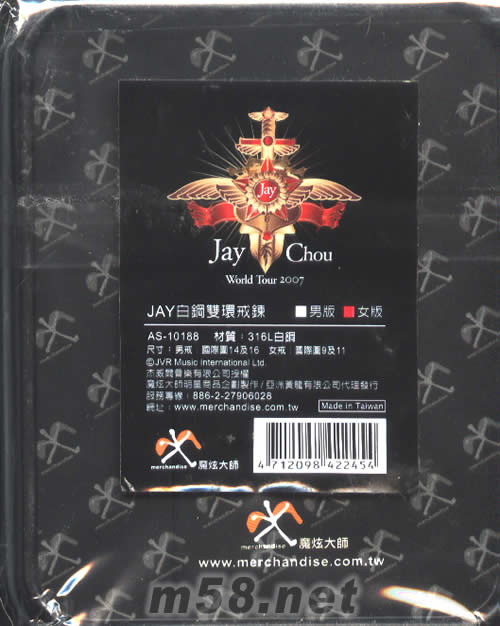 Jay
Jay Chou
World Tour 2007
JAY白鋼雙環戒鍊 男版 女版
AS-10188 材質：316L白鋼
尺寸：男戒 國際圍14及16 女戒：國際圍9及11
©JVR Music International Ltd.
杰威爾音樂有限公司授權
魔炫大師明星商品企劃製作/亞洲黃龍有限公司代理發行
服務專線：886-2-27906028
網址：www.merchandise.com.tw
Made in Taiwan
merchandise 魔炫大師
4 712098 422454
merchandise 魔炫大師
www.merchandise.com.tw
m58.net